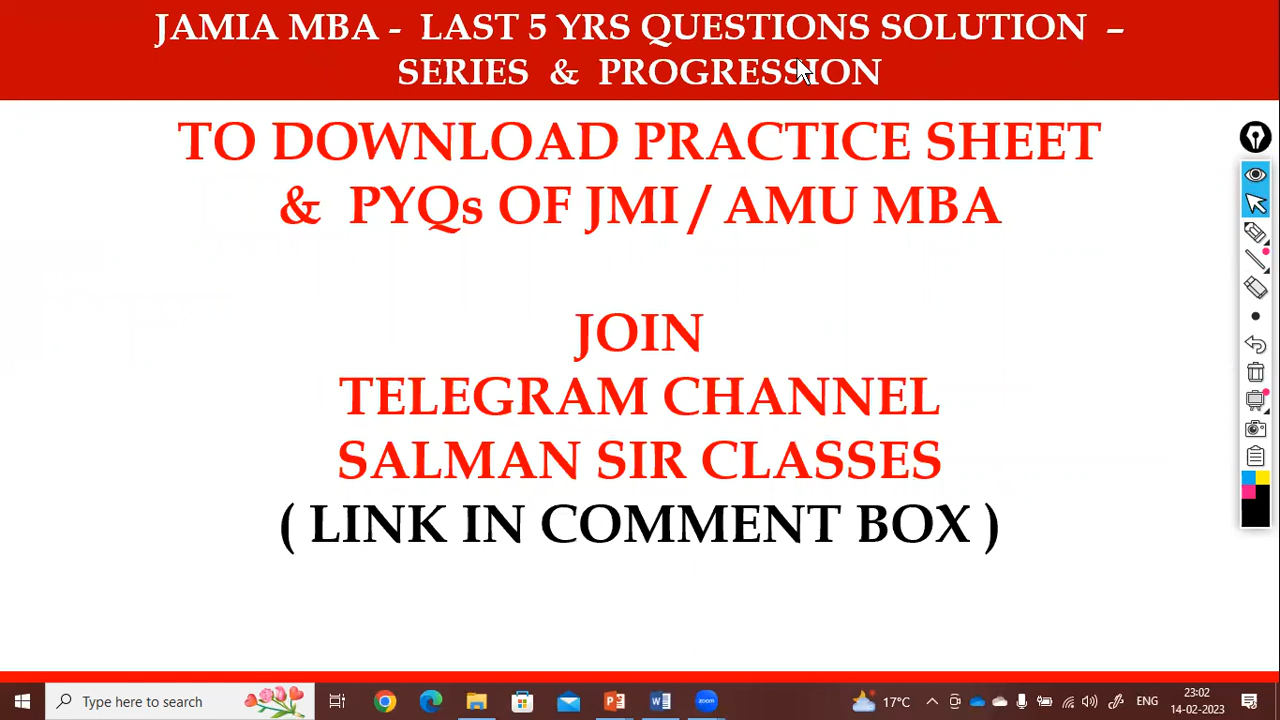 JAMIA MBA - LAST 5 YRS QUESTIONS SOLUTION –
SERIES & PROGRESSION
TO DOWNLOAD PRACTICE SHEET
& PYQs OF JMI / AMU MBA
JOIN
TELEGRAM CHANNEL
SALMAN SIR CLASSES
( LINK IN COMMENT BOX )
Type here to search
17°C
ENG
23:02
14-02-2023
zoom